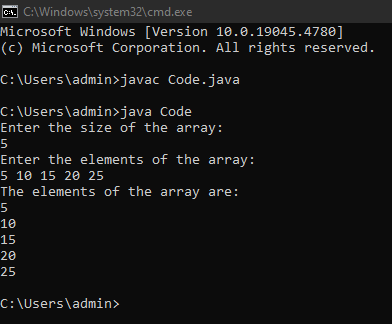 C:\Windows\system32\cmd.exe
Microsoft Windows [Version 10.0.19045.4780]
(c) Microsoft Corporation. All rights reserved.
C:\Users\admin>javac Code.java
C:\Users\admin>java Code
Enter the size of the array:
5
Enter the elements of the array:
5 10 15 20 25
The elements of the array are:
5
10
15
20
25
C:\Users\admin>